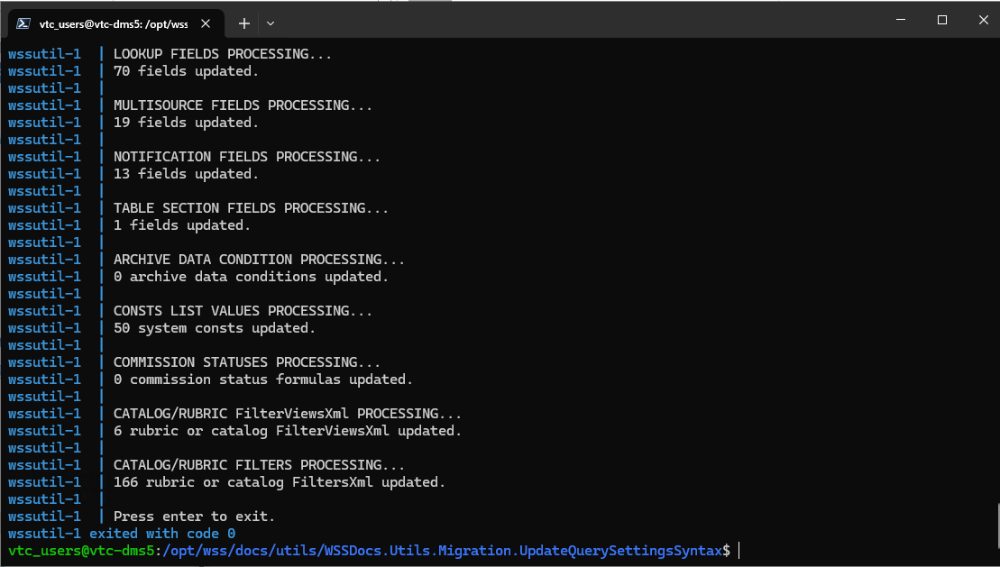 vtc_users@vtc-dms5: /opt/wss
wssutil-1 | LOOKUP FIELDS PROCESSING...
wssutil-1 | 70 fields updated.
wssutil-1 |
wssutil-1 | MULTISOURCE FIELDS PROCESSING...
wssutil-1 | 19 fields updated.
wssutil-1 |
wssutil-1 | NOTIFICATION FIELDS PROCESSING...
wssutil-1 | 13 fields updated.
wssutil-1 |
wssutil-1 | TABLE SECTION FIELDS PROCESSING...
wssutil-1 | 1 fields updated.
wssutil-1 |
wssutil-1 | ARCHIVE DATA CONDITION PROCESSING...
wssutil-1 | 0 archive data conditions updated.
wssutil-1 |
wssutil-1 | CONSTS LIST VALUES PROCESSING...
wssutil-1 | 50 system consts updated.
wssutil-1 |
wssutil-1 | COMMISSION STATUSES PROCESSING...
wssutil-1 | 0 commission status formulas updated.
wssutil-1 |
wssutil-1 | CATALOG/RUBRIC FilterViewsXml PROCESSING...
wssutil-1 | 6 rubric or catalog FilterViewsXml updated.
wssutil-1 |
wssutil-1 | CATALOG/RUBRIC FILTERS PROCESSING...
wssutil-1 | 166 rubric or catalog FiltersXml updated.
wssutil-1 |
wssutil-1 | Press enter to exit.
wssutil-1 exited with code 0
vtc_users@vtc-dms5:/opt/wss/docs/utils/WSSDocs.Utils.Migration.UpdateQuerySettingsSyntax$